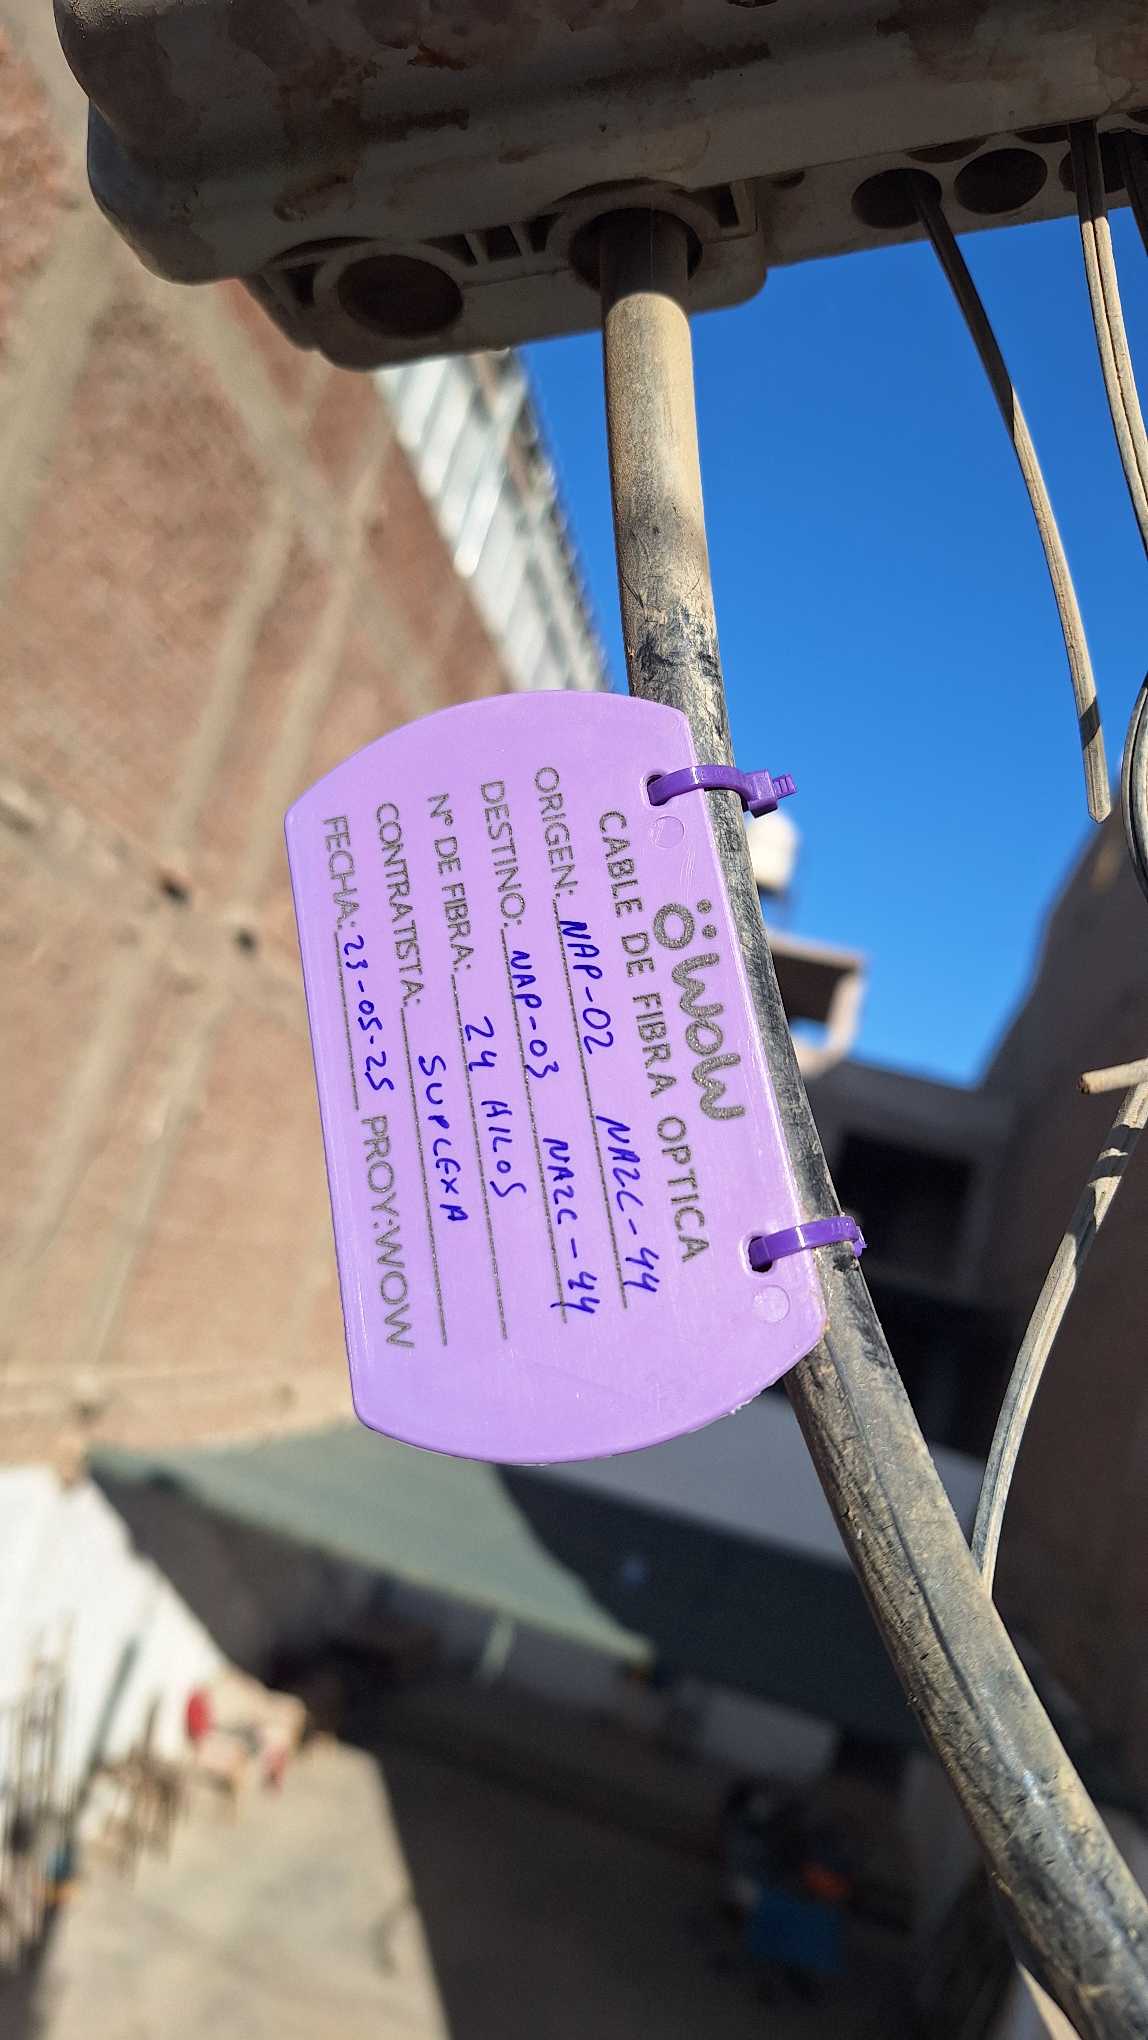 öwow
CABLE DE FIBRA OPTICA
ORIGEN: NAP-02 NAZC-44
DESTINO: NAP-03 NAZC-44
N° DE FIBRA: 24 HILOS
CONTRATISTA: SUPLEXA
FECHA: 23-05-25 PROY:WOW